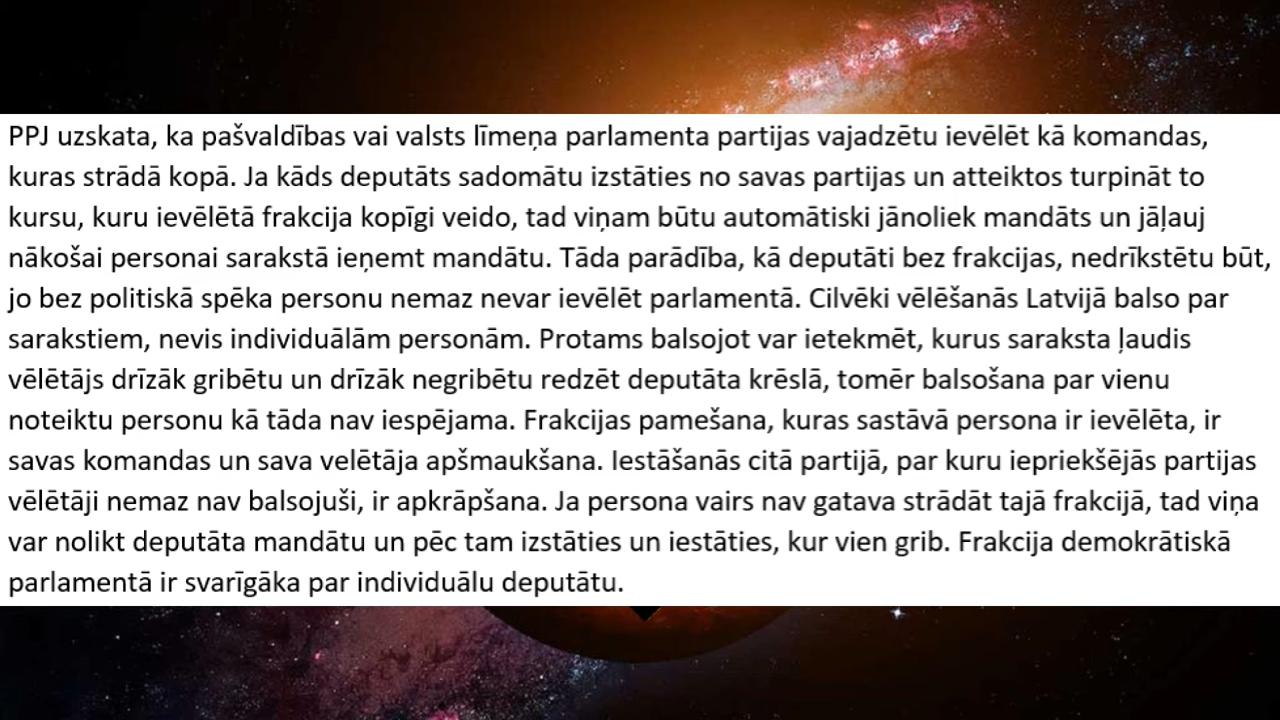 PPJ uzskata, ka pašvaldības vai valsts līmeņa parlamenta partijas vajadzētu ievēlēt kā komandas,
kuras strādā kopā. Ja kāds deputāts sadomātu izstāties no savas partijas un atteiktos turpināt to
kursu, kuru ievēlētā frakcija kopīgi veido, tad viņam būtu automātiski jānoliek mandāts un jāļauj
nākošai personai sarakstā ieņemt mandātu. Tāda parādība, kā deputāti bez frakcijas, nedrīkstētu būt,
jo bez politiskā spēka personu nemaz nevar ievēlēt parlamentā. Cilvēki vēlēšanās Latvijā balso par
sarakstiem, nevis individuālām personām. Protams balsojot var ietekmēt, kurus saraksta ļaudis
vēlētājs drīzāk gribētu un drīzāk negribētu redzēt deputāta krēslā, tomēr balsošana par vienu
noteiktu personu kā tāda nav iespējama. Frakcijas pamešana, kuras sastāvā persona ir ievēlēta, ir
savas komandas un sava velētāja apšmaukšana. Iestāšanās citā partijā, par kuru iepriekšējās partijas
vēlētāji nemaz nav balsojuši, ir apkrāpšana. Ja persona vairs nav gatava strādāt tajā frakcijā, tad viņa
var nolikt deputāta mandātu un pēc tam izstāties un iestāties, kur vien grib. Frakcija demokrātiskā
parlamentā ir svarīgāka par individuālu deputātu.